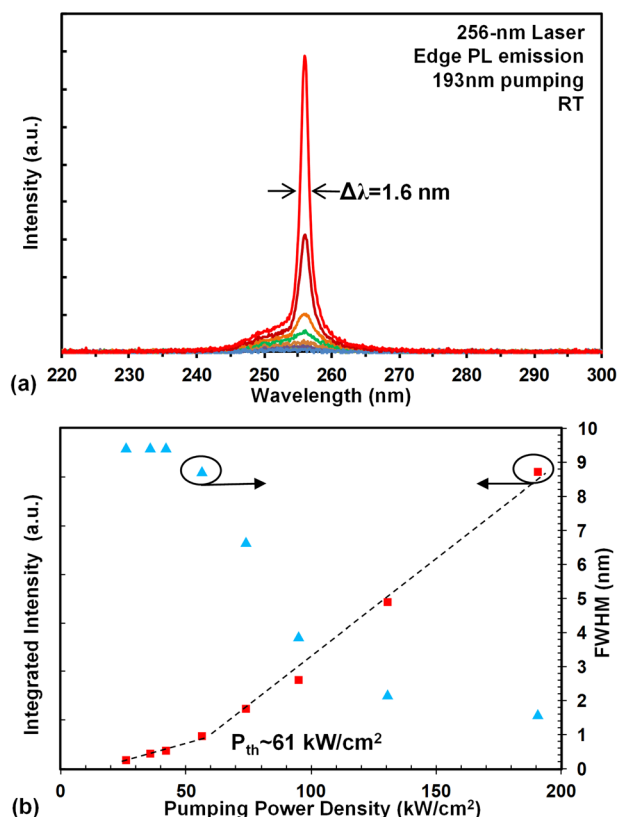 256-nm Laser
Edge PL emission
193nm pumping
RT
Intensity (a.u.)
Δλ=1.6 nm
220 230 240 250 260 270 280 290 300
Wavelength (nm)
(a)
Integrated Intensity (a.u.)
10
9
8
7
6
5
4
3
2
1
0
FWHM (nm)
P_th~61 kW/cm²
0 50 100 150 200
Pumping Power Density (kW/cm²)
(b)